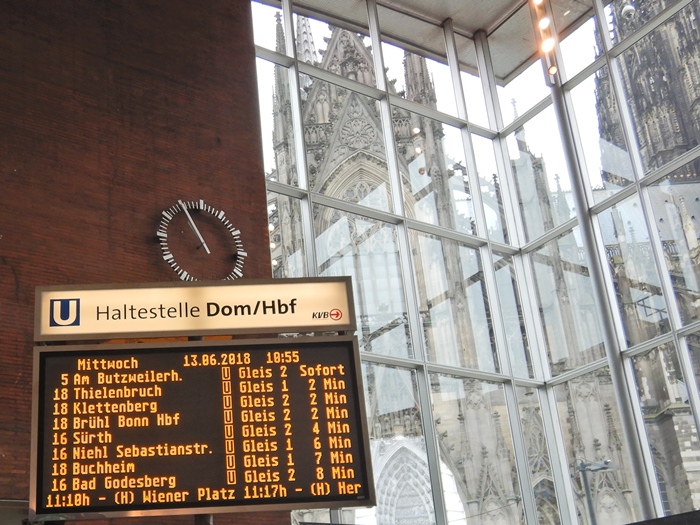 U Haltestelle Dom/Hbf KVB
Mittwoch 13.06.2018 10:55
5 Am Butzweilerh. U Gleis 2 Sofort
18 Thielenbruch U Gleis 1 2 Min
18 Klettenberg U Gleis 2 2 Min
18 Brühl Bonn Hbf U Gleis 2 2 Min
16 Sürth U Gleis 2 4 Min
16 Niehl Sebastianstr. U Gleis 1 6 Min
18 Buchheim U Gleis 1 7 Min
16 Bad Godesberg U Gleis 2 8 Min
11:10h - (H) Wiener Platz 11:17h - (H) Her